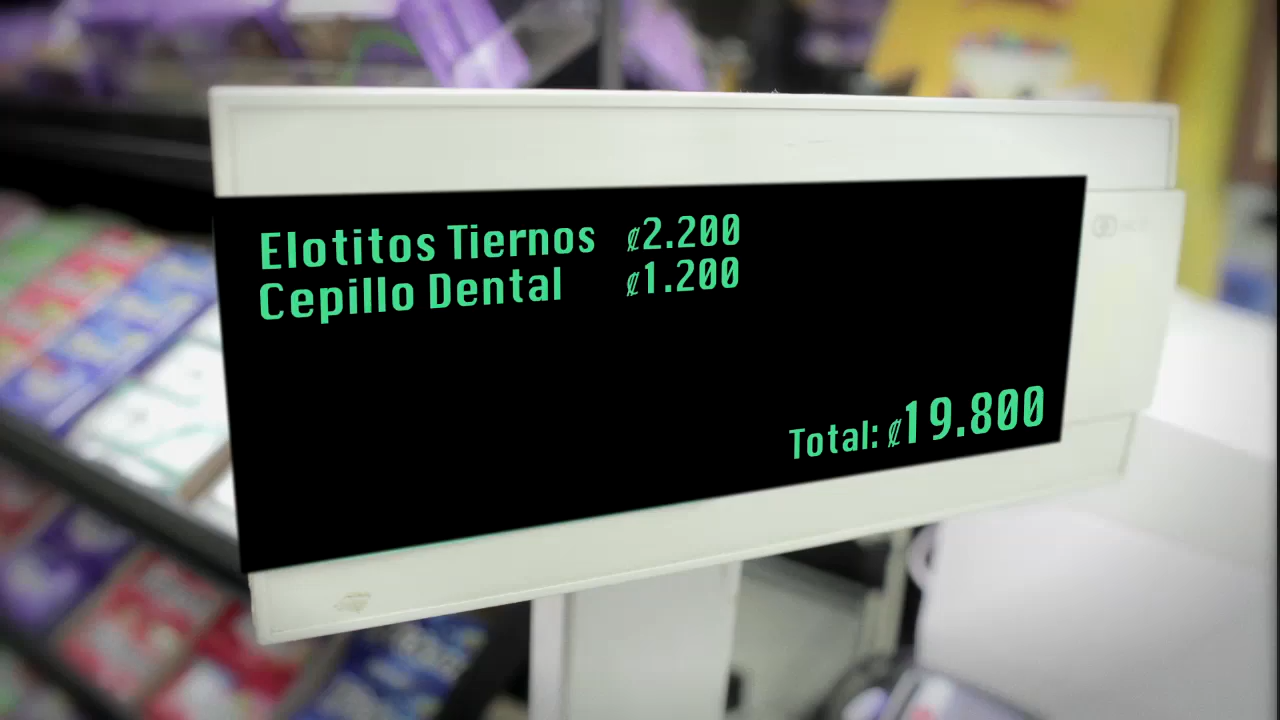 Elotitos Tiernos ₡2.200
Cepillo Dental ₡1.200
Total: ₡19.800